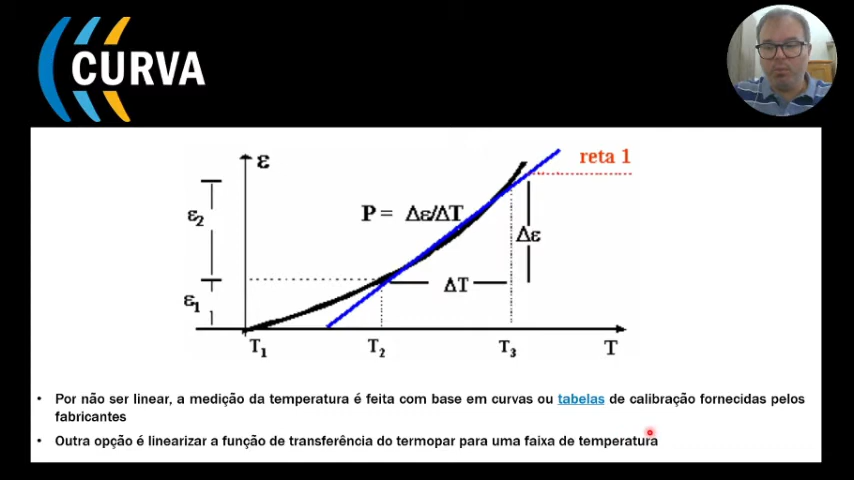 CURVA
ε
reta 1
ε₂
P = Δε/ΔT
Δε
ΔT
ε₁
T₁
T₂
T₃
T
• Por não ser linear, a medição da temperatura é feita com base em curvas ou tabelas de calibração fornecidas pelos
fabricantes
• Outra opção é linearizar a função de transferência do termopar para uma faixa de temperatura